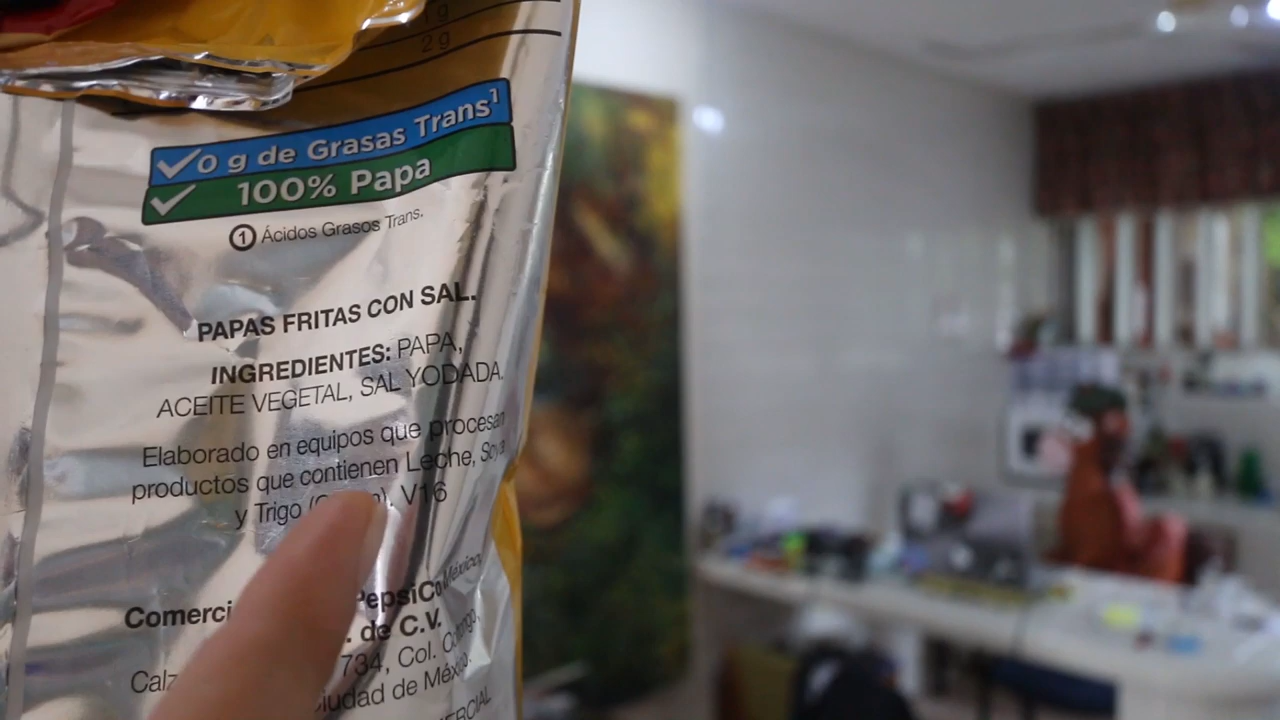 1 g
2 g
0 g de Grasas Trans¹
100% Papa
① Ácidos Grasos Trans.
PAPAS FRITAS CON SAL.
INGREDIENTES: PAPA,
ACEITE VEGETAL, SAL YODADA.
Elaborado en equipos que procesan
productos que contienen Leche, Soya
y Trigo ( ), V16
PepsiCo México,
. de C.V.
734, Col.
Ciudad de México.